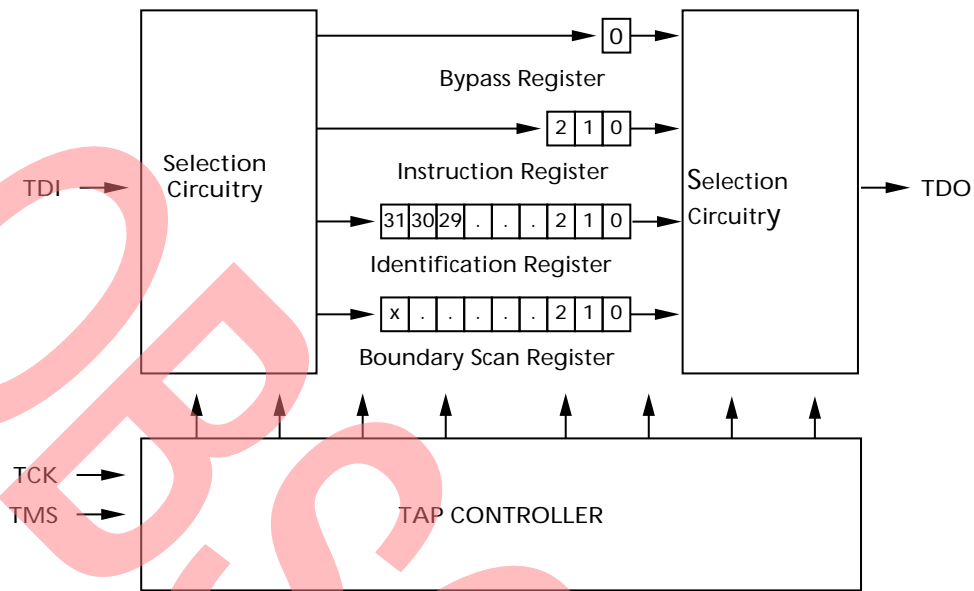 0
Bypass Register
2 1 0
Selection
Circuitry
Instruction Register
Selection
Circuitry
TDI
TDO
31 30 29 . . . 2 1 0
Identification Register
x . . . . . 2 1 0
Boundary Scan Register
TCK
TMS
TAP CONTROLLER
OBS